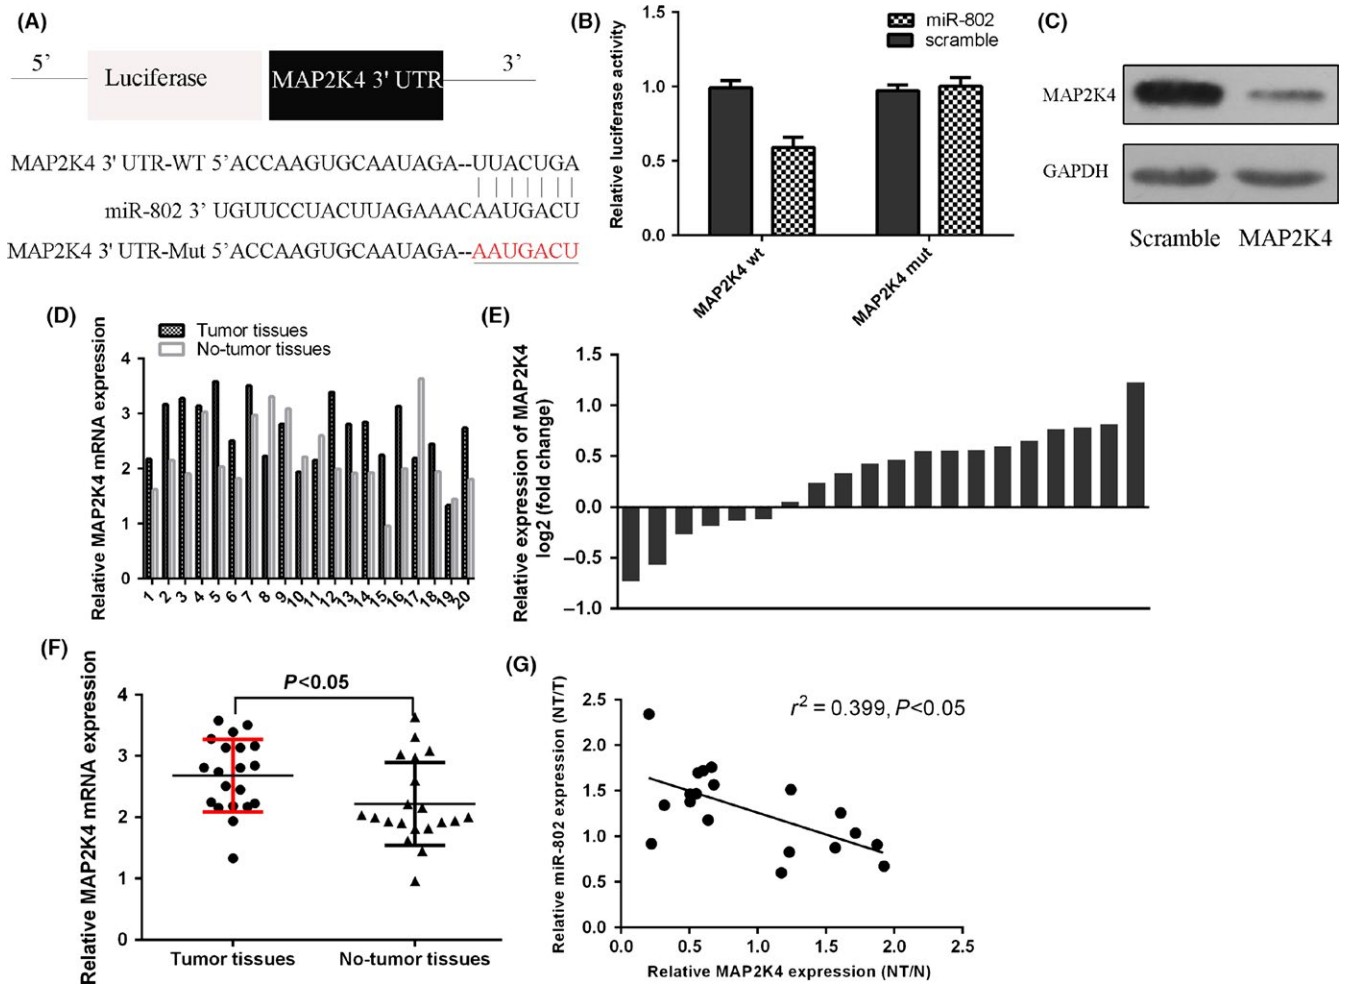 (A)
5’
Luciferase
MAP2K4 3' UTR
3’
MAP2K4 3' UTR-WT 5’ACCAAGUGCAAUAGA--UUACUGA
miR-802 3’ UGUUCCUACUUAGAAACAAUGACU
MAP2K4 3' UTR-Mut 5’ACCAAGUGCAAUAGA--AAUGACU
(B)
Relative luciferase activity
1.5
1.0
0.5
0.0
miR-802
scramble
MAP2K4 wt
MAP2K4 mut
(C)
MAP2K4
GAPDH
Scramble MAP2K4
(D)
Relative MAP2K4 mRNA expression
Tumor tissues
No-tumor tissues
4
3
2
1
0
1 2 3 4 5 6 7 8 9 10 11 12 13 14 15 16 17 18 19 20
(E)
Relative expression of MAP2K4
log2 (fold change)
1.5
1.0
0.5
0.0
–0.5
–1.0
(F)
Relative MAP2K4 mRNA expression
P<0.05
4
3
2
1
0
Tumor tissues
No-tumor tissues
(G)
Relative miR-802 expression (NT/T)
r² = 0.399, P<0.05
2.5
2.0
1.5
1.0
0.5
0.0
0.0 0.5 1.0 1.5 2.0 2.5
Relative MAP2K4 expression (NT/N)